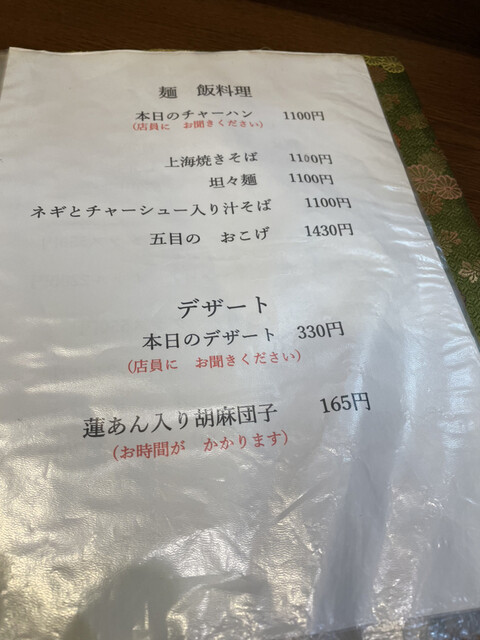 麺　飯料理
本日のチャーハン　1100円
(店員に　お聞きください)
上海焼きそば　1100円
坦々麺　1100円
ネギとチャーシュー入り汁そば　1100円
五目の　おこげ　1430円
デザート
本日のデザート　330円
(店員に　お聞きください)
蓮あん入り胡麻団子　165円
(お時間が　かかります)